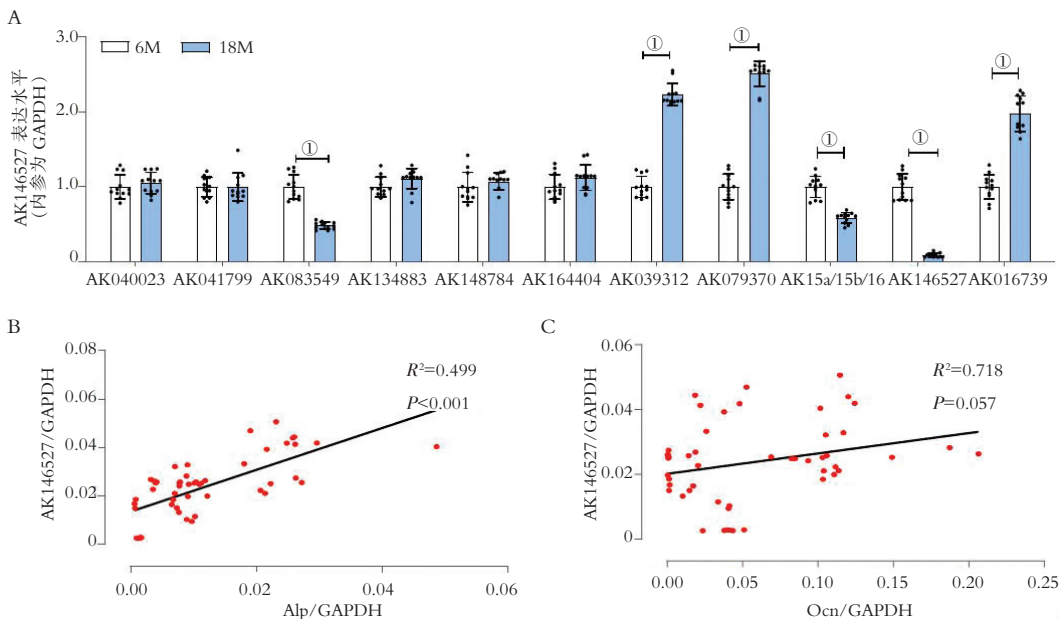 A
6M 18M
AK146527 表达水平
(内参为 GAPDH)
3.0
2.0
1.0
0
① ① ① ① ① ①
AK040023 AK041799 AK083549 AK134883 AK148784 AK164404 AK039312 AK079370 AK15a/15b/16 AK146527 AK016739
B
AK146527/GAPDH
0.08
0.06
0.04
0.02
0
R²=0.499
P<0.001
0.00 0.02 0.04 0.06
Alp/GAPDH
C
AK146527/GAPDH
0.06
0.04
0.02
0.00
R²=0.718
P=0.057
0.00 0.05 0.10 0.15 0.20 0.25
Ocn/GAPDH